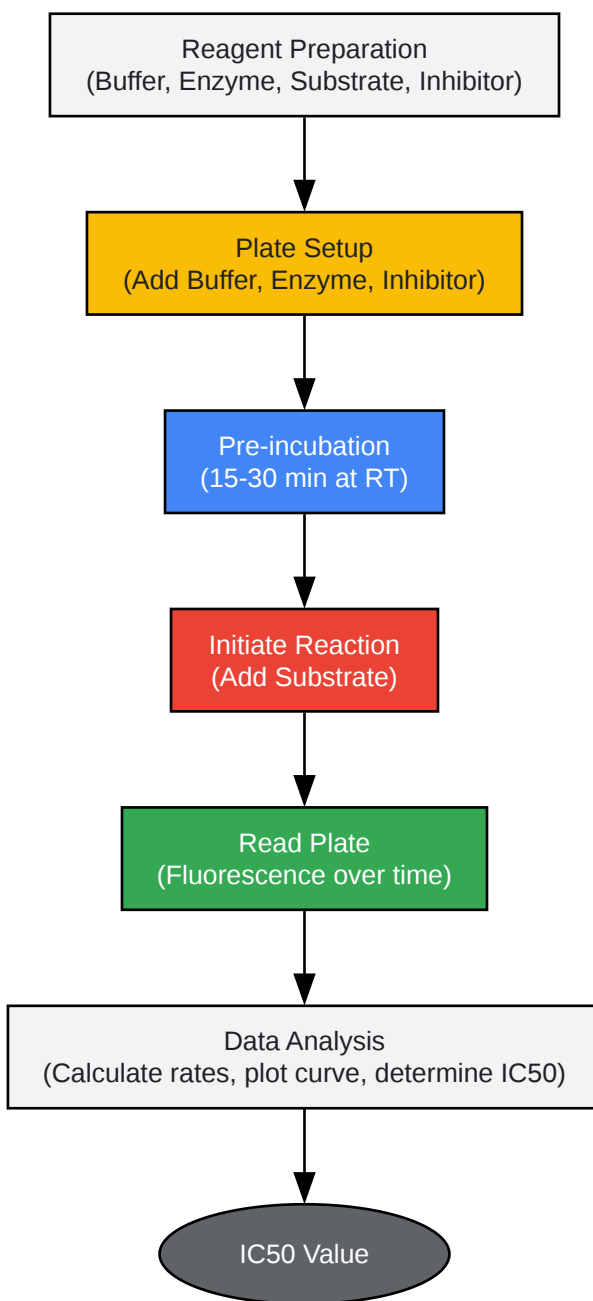 Reagent Preparation
(Buffer, Enzyme, Substrate, Inhibitor)
Plate Setup
(Add Buffer, Enzyme, Inhibitor)
Pre-incubation
(15-30 min at RT)
Initiate Reaction
(Add Substrate)
Read Plate
(Fluorescence over time)
Data Analysis
(Calculate rates, plot curve, determine IC50)
IC50 Value